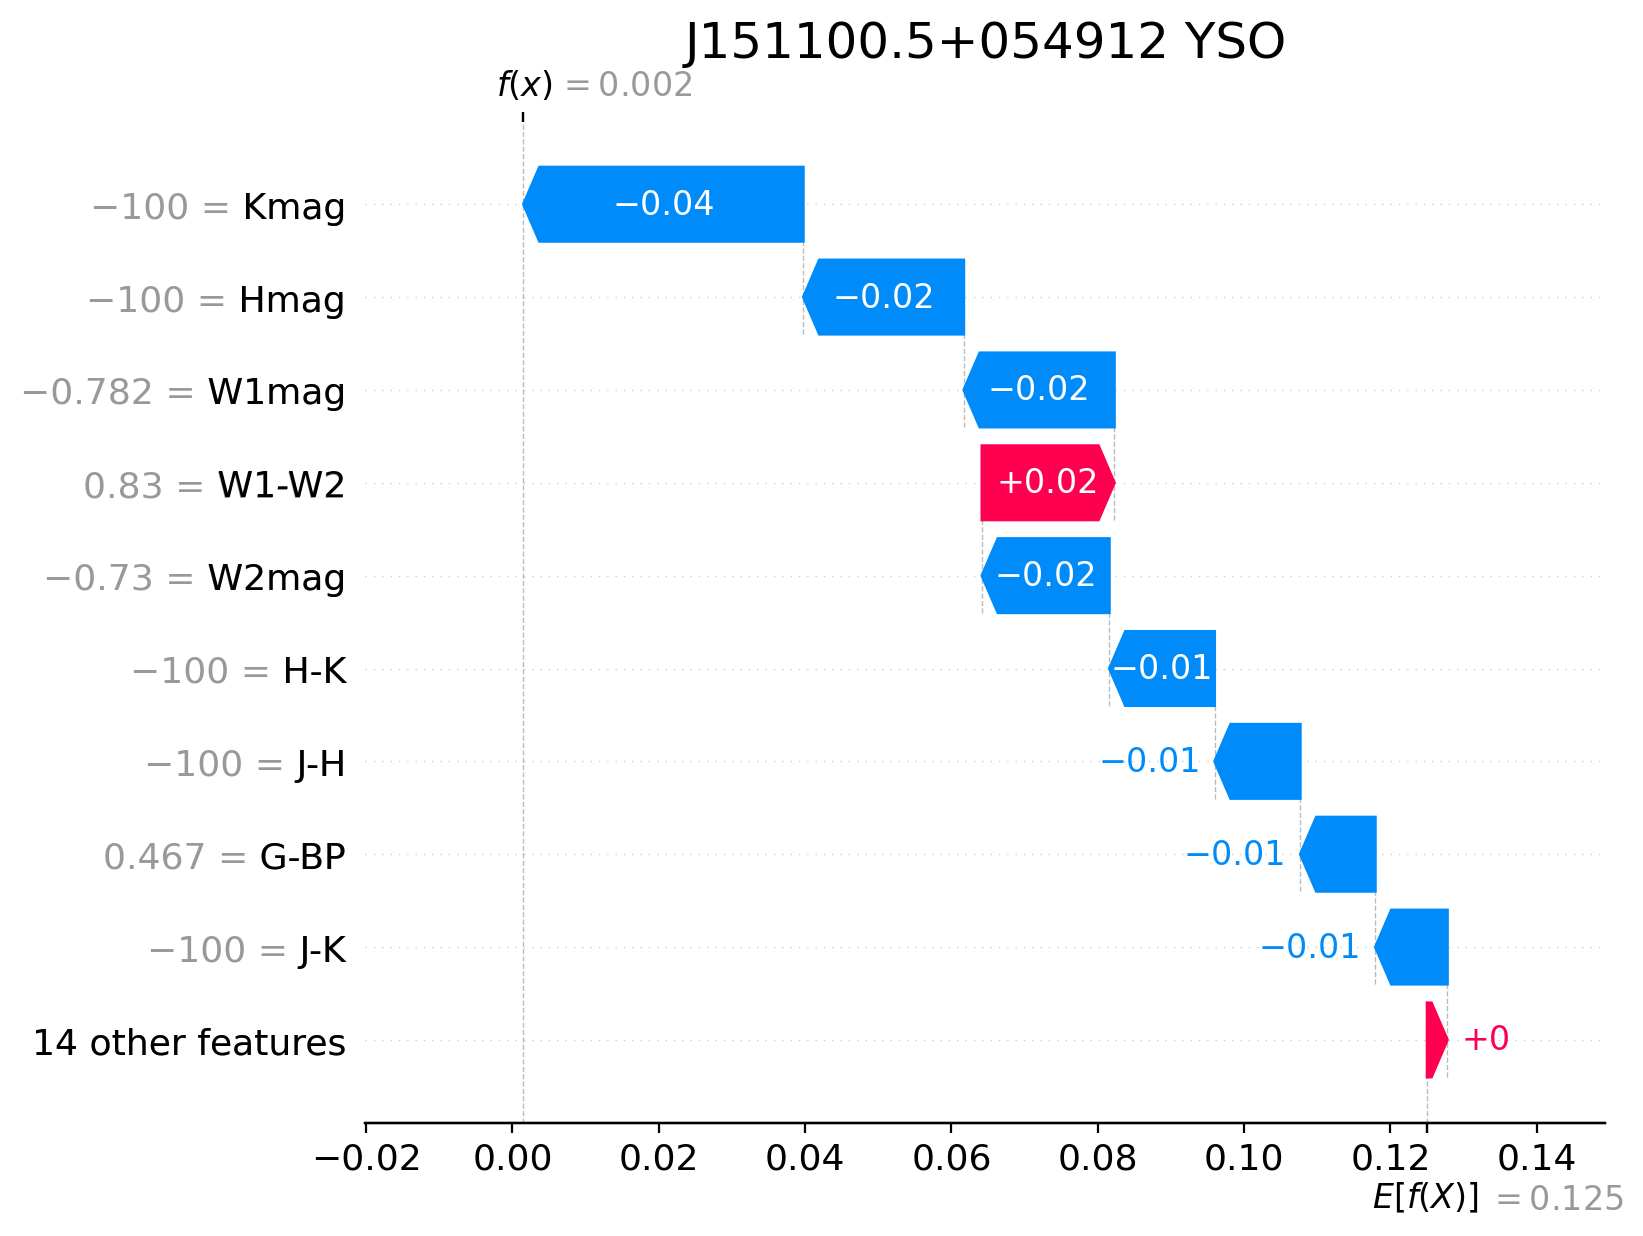 J151100.5+054912 YSO
f(x) = 0.002
−100 = Kmag
−0.04
−100 = Hmag
−0.02
−0.782 = W1mag
−0.02
0.83 = W1-W2
+0.02
−0.73 = W2mag
−0.02
−100 = H-K
−0.01
−100 = J-H
−0.01
0.467 = G-BP
−0.01
−100 = J-K
−0.01
14 other features
+0
−0.02 0.00 0.02 0.04 0.06 0.08 0.10 0.12 0.14
E[f(X)] = 0.125